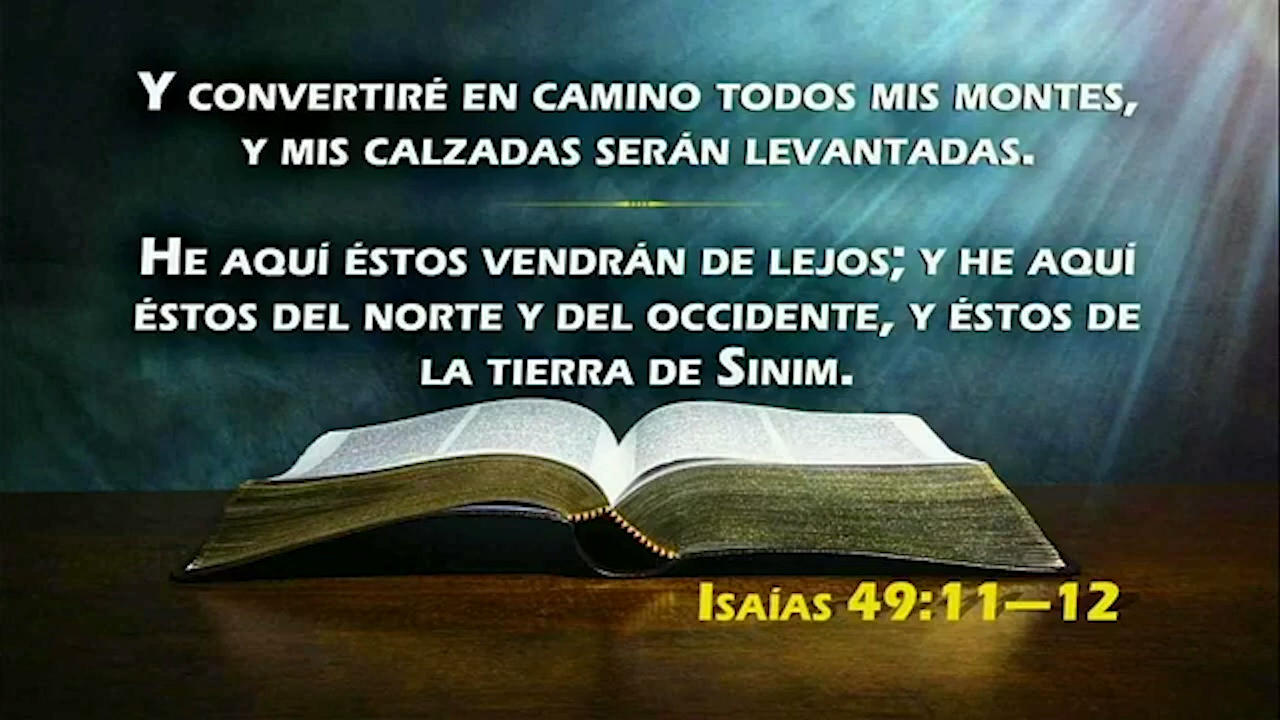 Y CONVERTIRÉ EN CAMINO TODOS MIS MONTES,
Y MIS CALZADAS SERÁN LEVANTADAS.
HE AQUÍ ÉSTOS VENDRÁN DE LEJOS; Y HE AQUÍ
ÉSTOS DEL NORTE Y DEL OCCIDENTE, Y ÉSTOS DE
LA TIERRA DE SINIM.
ISAÍAS 49:11—12